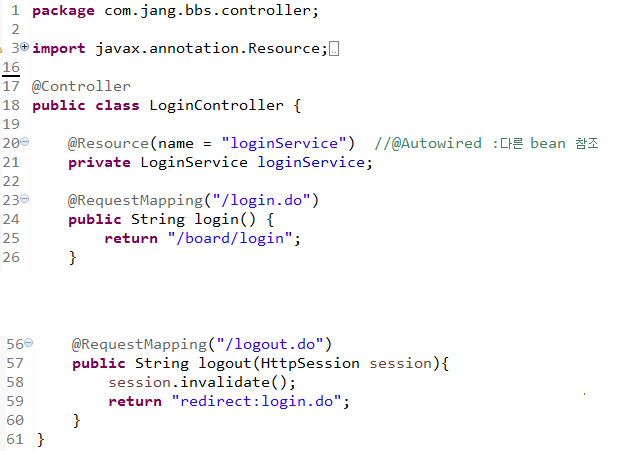 1 package com.jang.bbs.controller;
2
3 import javax.annotation.Resource;
16
17 @Controller
18 public class LoginController {
19
20 @Resource(name = "loginService") //@Autowired :다른 bean 참조
21 private LoginService loginService;
22
23 @RequestMapping("/login.do")
24 public String login() {
25 return "/board/login";
26 }
56 @RequestMapping("/logout.do")
57 public String logout(HttpSession session){
58 session.invalidate();
59 return "redirect:login.do";
60 }
61 }